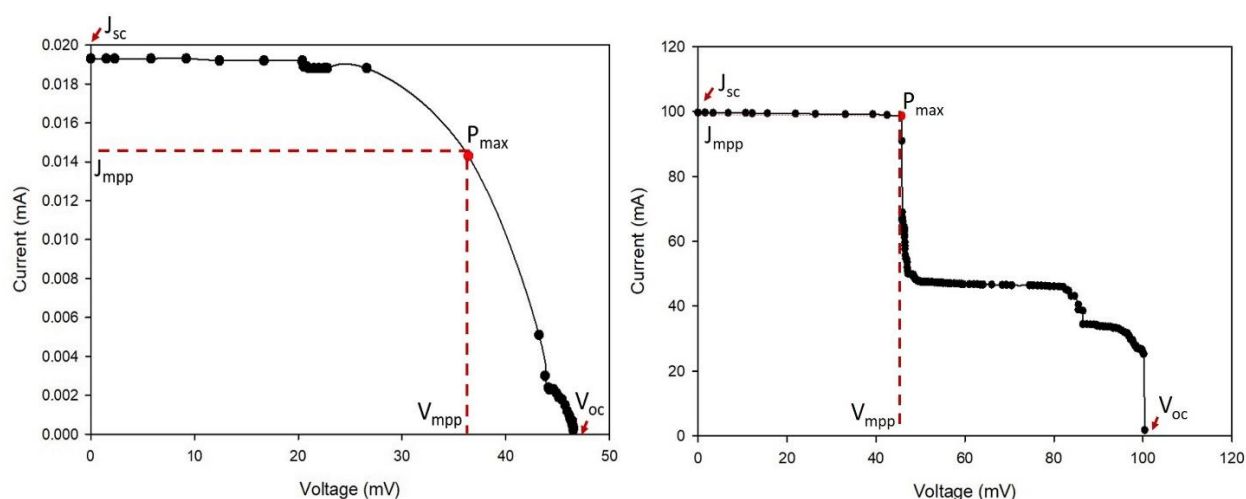 J_sc
0.020
0.018
0.016
0.014
0.012
0.010
0.008
0.006
0.004
0.002
0.000
Current (mA)
J_mpp
P_max
V_mpp
V_oc
0
10
20
30
40
50
Voltage (mV)
120
100
80
60
40
20
0
Current (mA)
J_sc
J_mpp
P_max
V_mpp
V_oc
0
20
40
60
80
100
120
Voltage (mV)